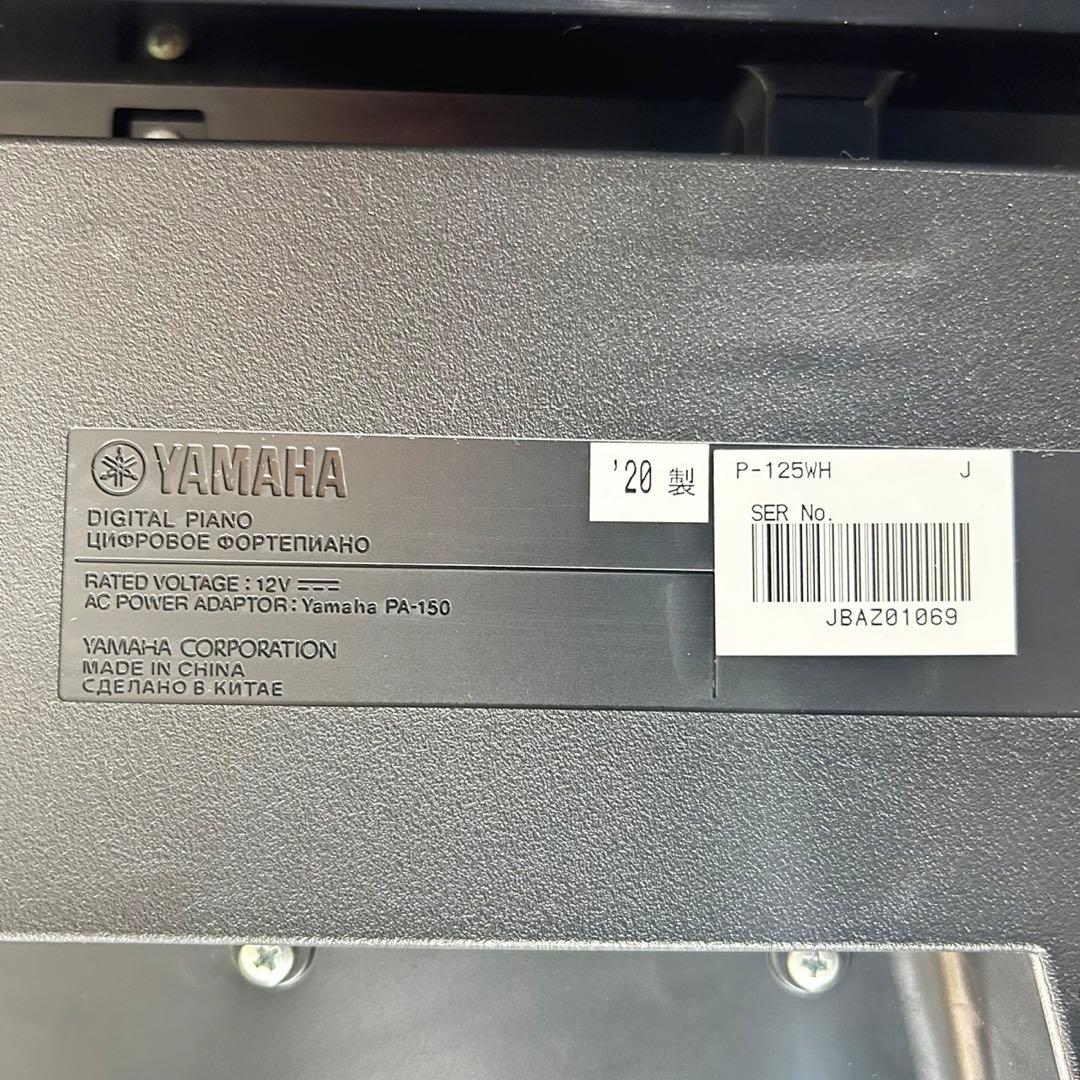 YAMAHA
DIGITAL PIANO
ЦИФРОВОЕ ФОРТЕПИАНО
RATED VOLTAGE : 12V
AC POWER ADAPTOR : Yamaha PA-150
YAMAHA CORPORATION
MADE IN CHINA
СДЕЛАНО В КИТАЕ
'20 製
P-125WH J
SER No.
JBAZ01069